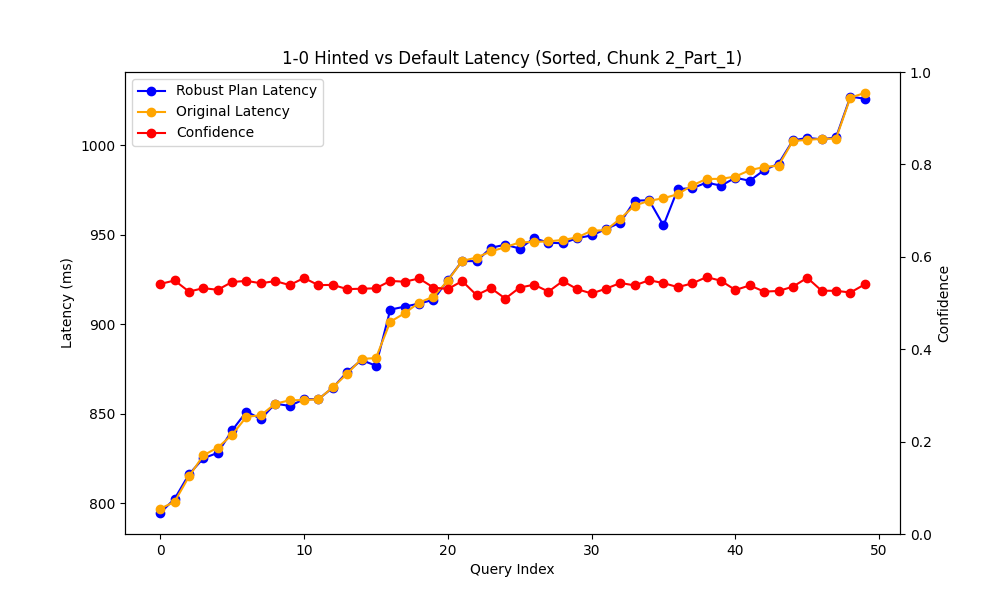 1-0 Hinted vs Default Latency (Sorted, Chunk 2_Part_1)
Robust Plan Latency
Original Latency
Confidence
1000
950
900
850
800
Latency (ms)
1.0
0.8
0.6
0.4
0.2
0.0
Confidence
0 10 20 30 40 50
Query Index